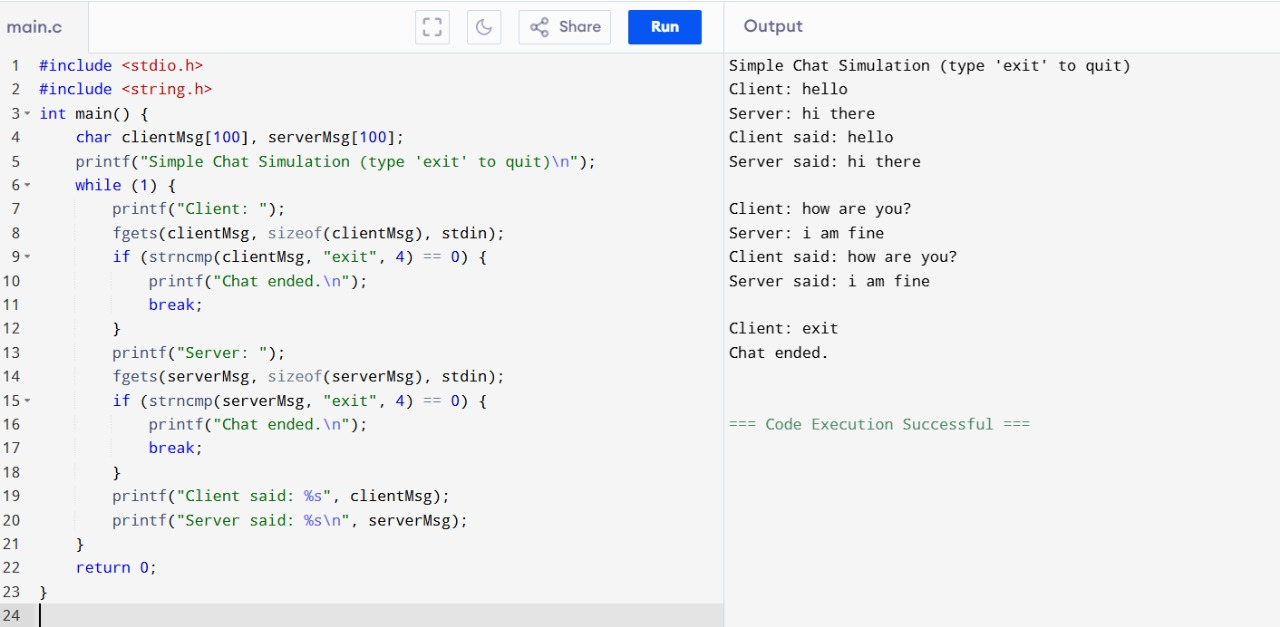 main.c
Share
Run
Output
1 #include <stdio.h>
2 #include <string.h>
3 int main() {
4     char clientMsg[100], serverMsg[100];
5     printf("Simple Chat Simulation (type 'exit' to quit)\n");
6     while (1) {
7         printf("Client: ");
8         fgets(clientMsg, sizeof(clientMsg), stdin);
9         if (strncmp(clientMsg, "exit", 4) == 0) {
10             printf("Chat ended.\n");
11             break;
12         }
13         printf("Server: ");
14         fgets(serverMsg, sizeof(serverMsg), stdin);
15         if (strncmp(serverMsg, "exit", 4) == 0) {
16             printf("Chat ended.\n");
17             break;
18         }
19         printf("Client said: %s", clientMsg);
20         printf("Server said: %s\n", serverMsg);
21     }
22     return 0;
23 }
24
Simple Chat Simulation (type 'exit' to quit)
Client: hello
Server: hi there
Client said: hello
Server said: hi there
Client: how are you?
Server: i am fine
Client said: how are you?
Server said: i am fine
Client: exit
Chat ended.
=== Code Execution Successful ===